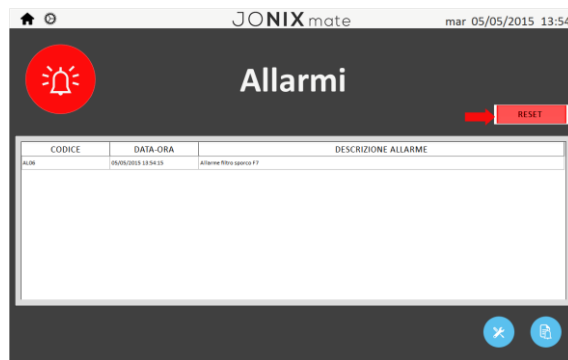 JONIX mate
mar 05/05/2015 13:54
Allarmi
RESET
CODICE DATA-ORA DESCRIZIONE ALLARME
AL06 05/05/2015 13:54:15 Allarme filtro sporco F7